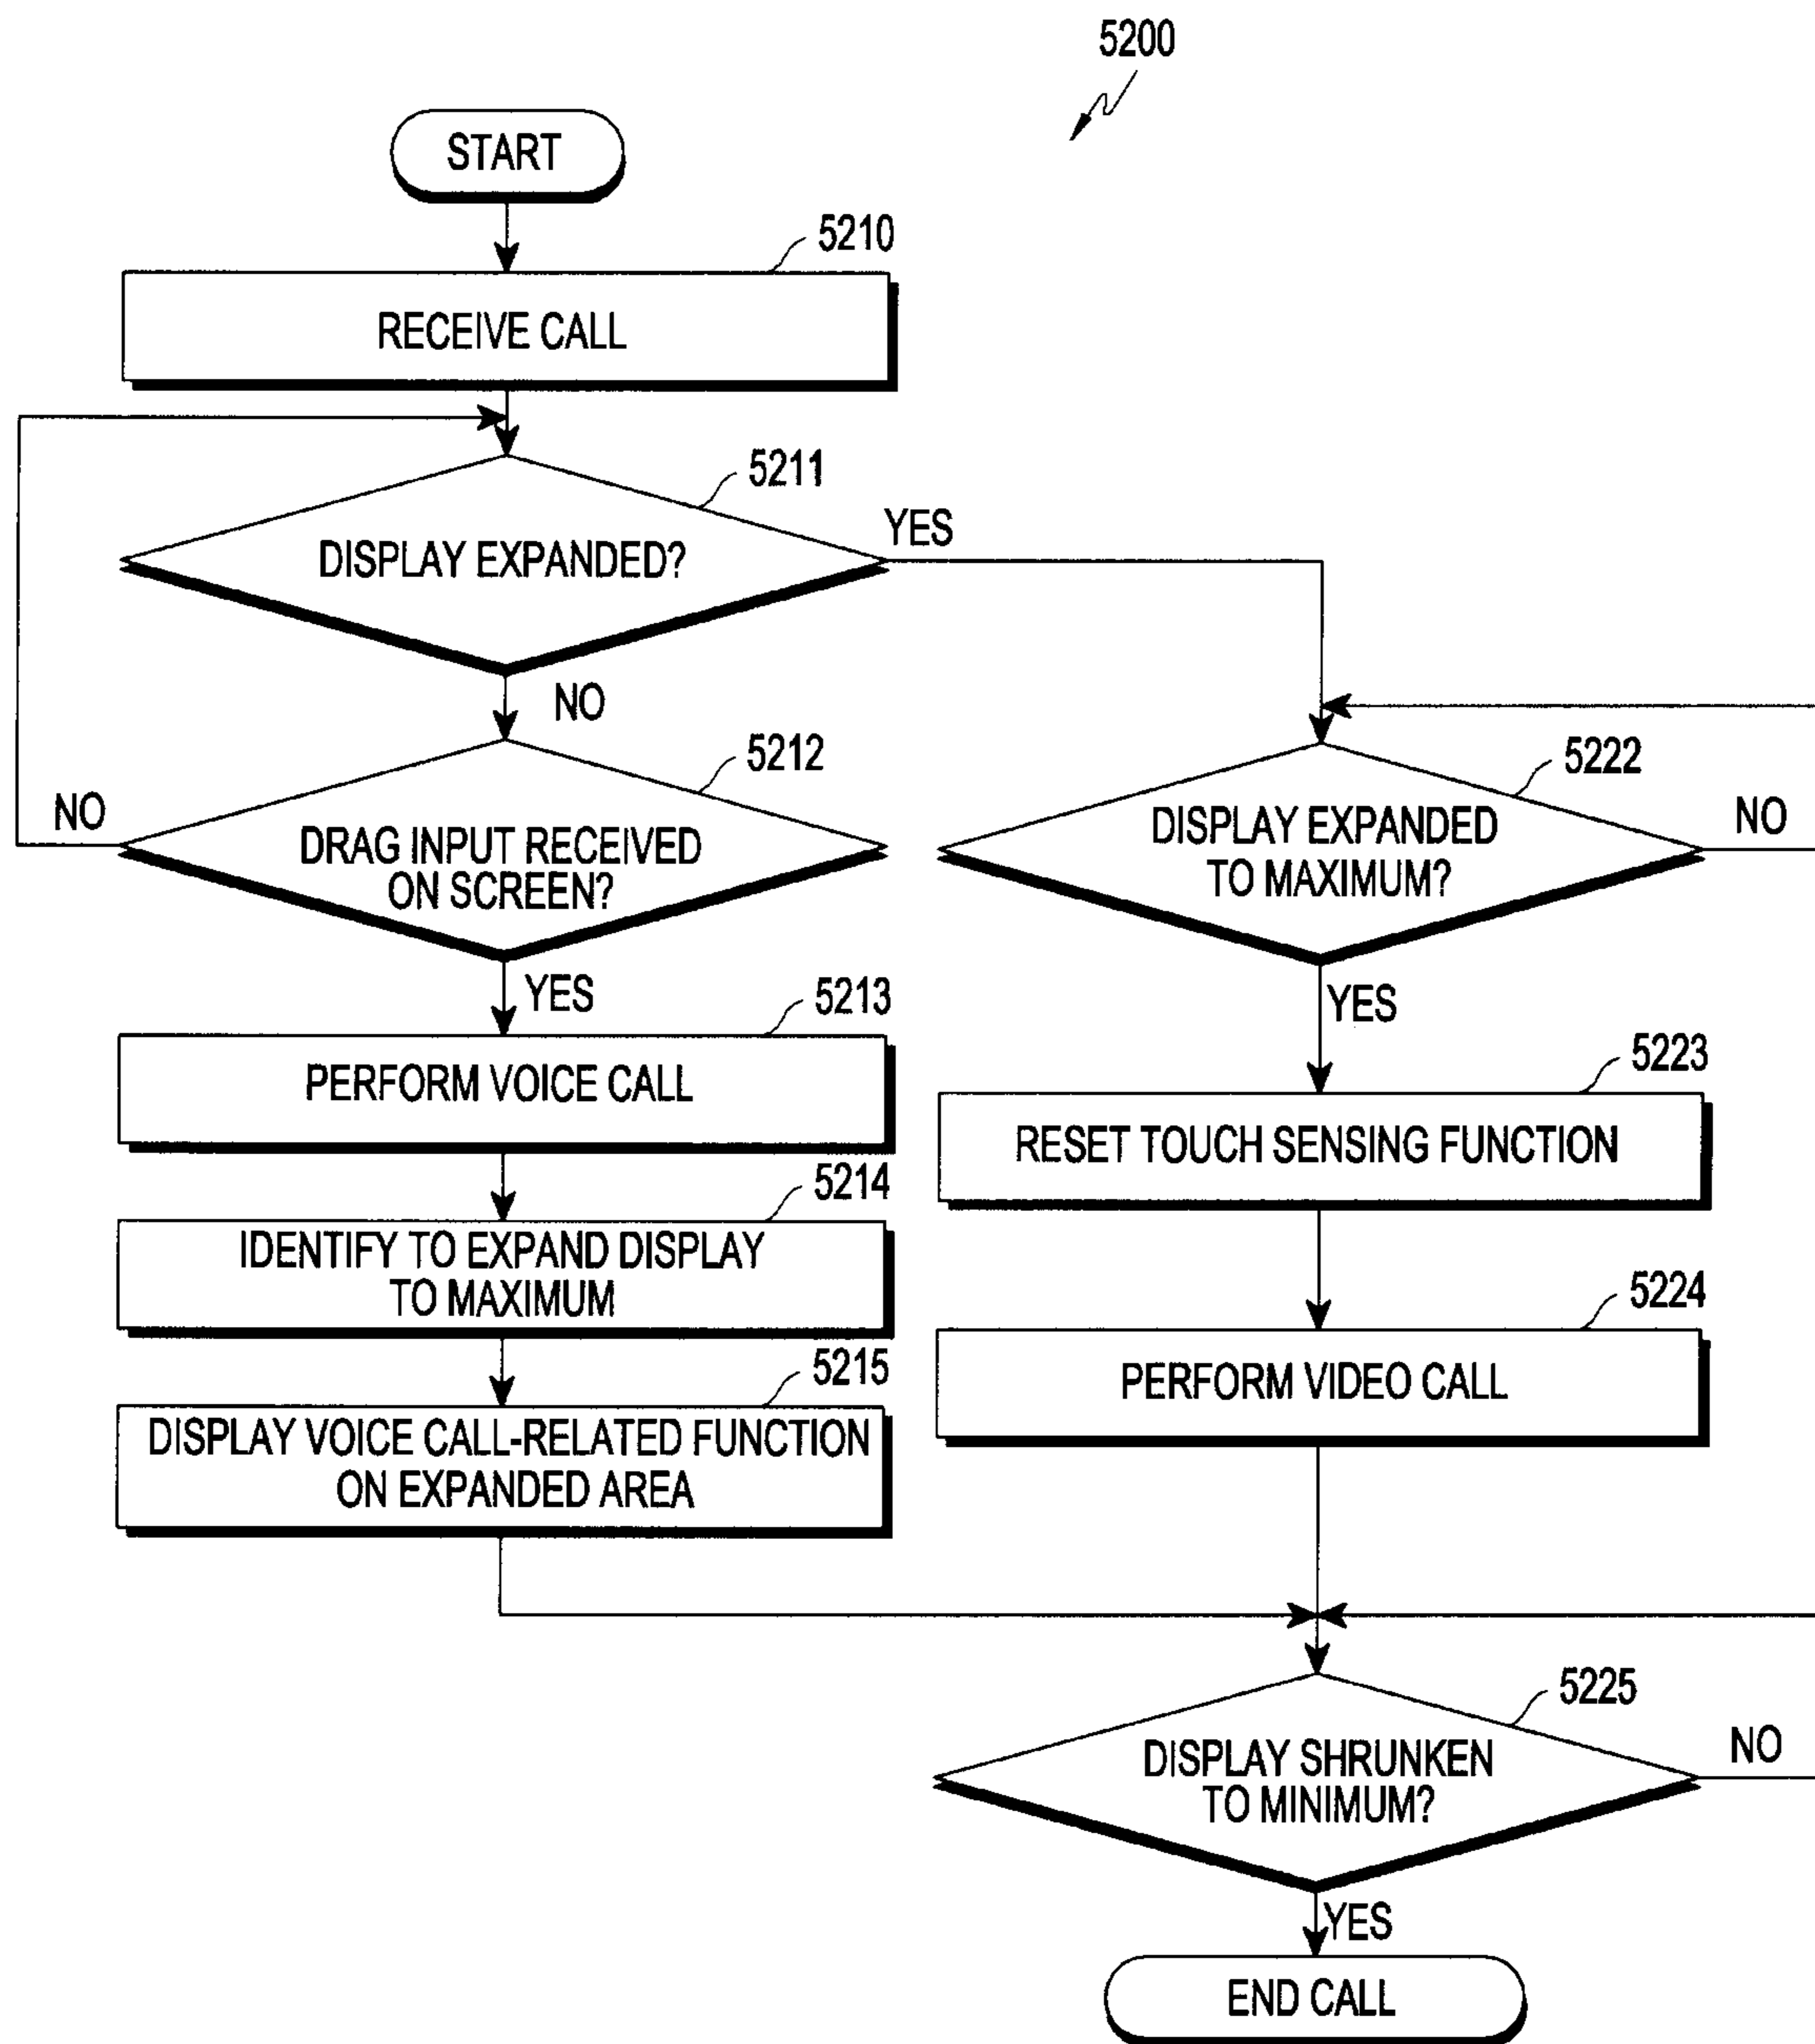 5200
START
5210
RECEIVE CALL
5211
DISPLAY EXPANDED?
YES
NO
5212
DRAG INPUT RECEIVED
ON SCREEN?
NO
YES
5213
PERFORM VOICE CALL
5214
IDENTIFY TO EXPAND DISPLAY
TO MAXIMUM
5215
DISPLAY VOICE CALL-RELATED FUNCTION
ON EXPANDED AREA
5222
DISPLAY EXPANDED
TO MAXIMUM?
NO
YES
5223
RESET TOUCH SENSING FUNCTION
5224
PERFORM VIDEO CALL
5225
DISPLAY SHRUNKEN
TO MINIMUM?
NO
YES
END CALL